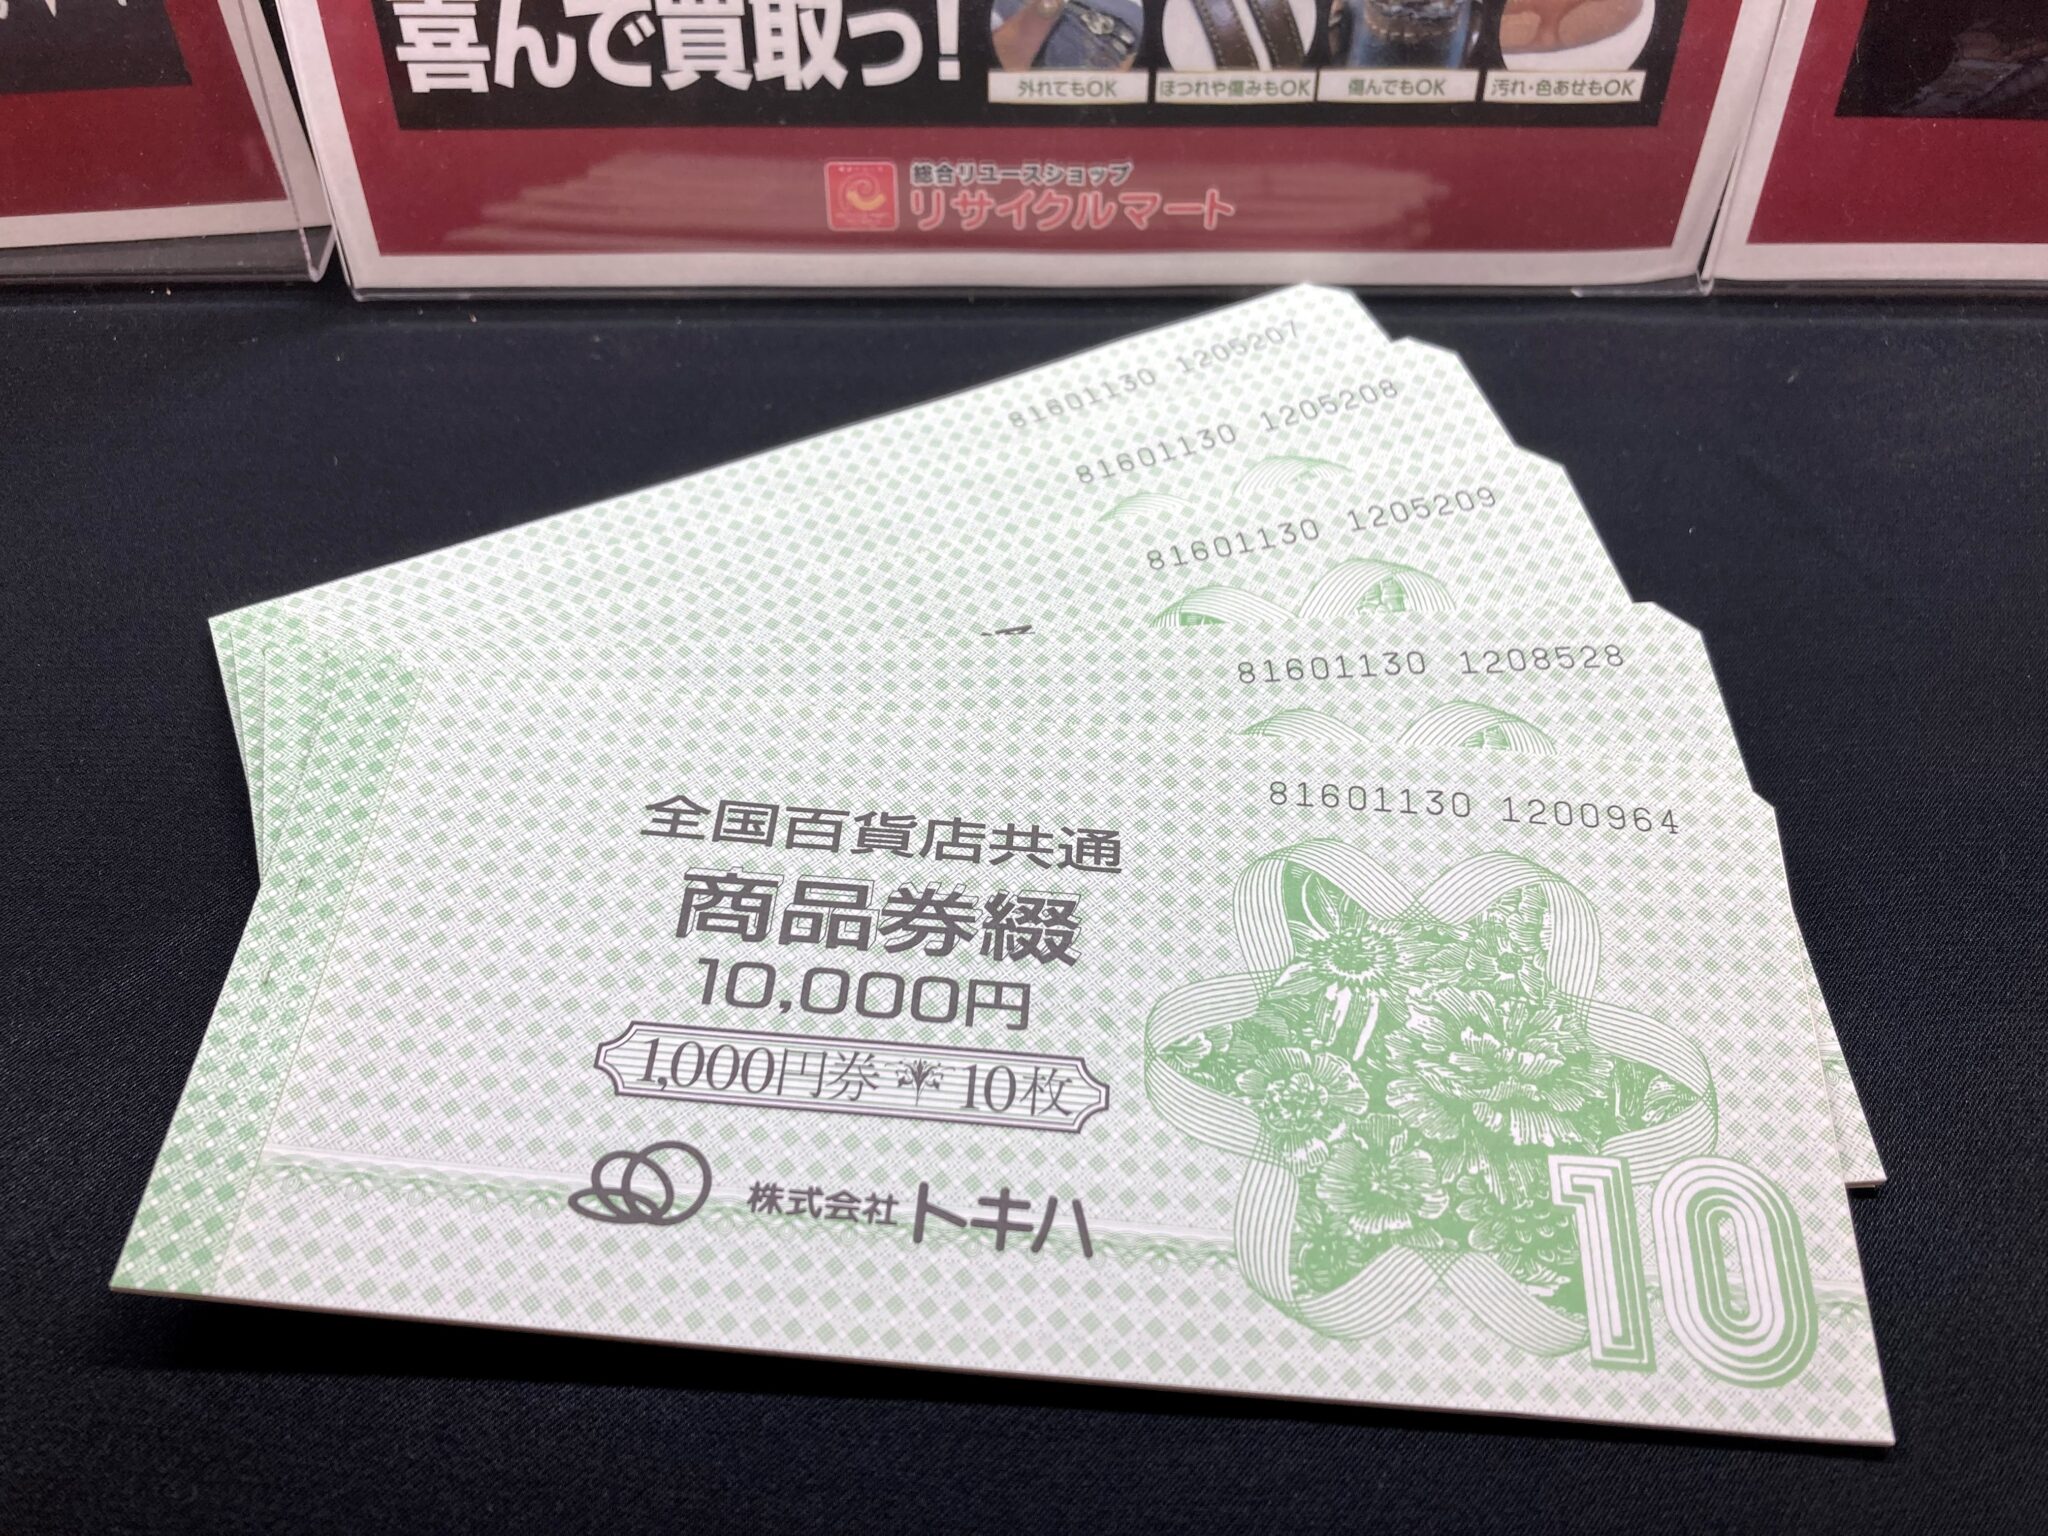 喜んで買取っ!
外れてもOK
ほつれや傷みもOK
傷んでもOK
汚れ・色あせもOK
総合リユースショップ
リサイクルマート
81601130 1205207
81601130 1205208
81601130 1205209
81601130 1208528
81601130 1200964
全国百貨店共通
商品券綴
10,000円
1,000円券 10枚
株式会社 トキハ
10